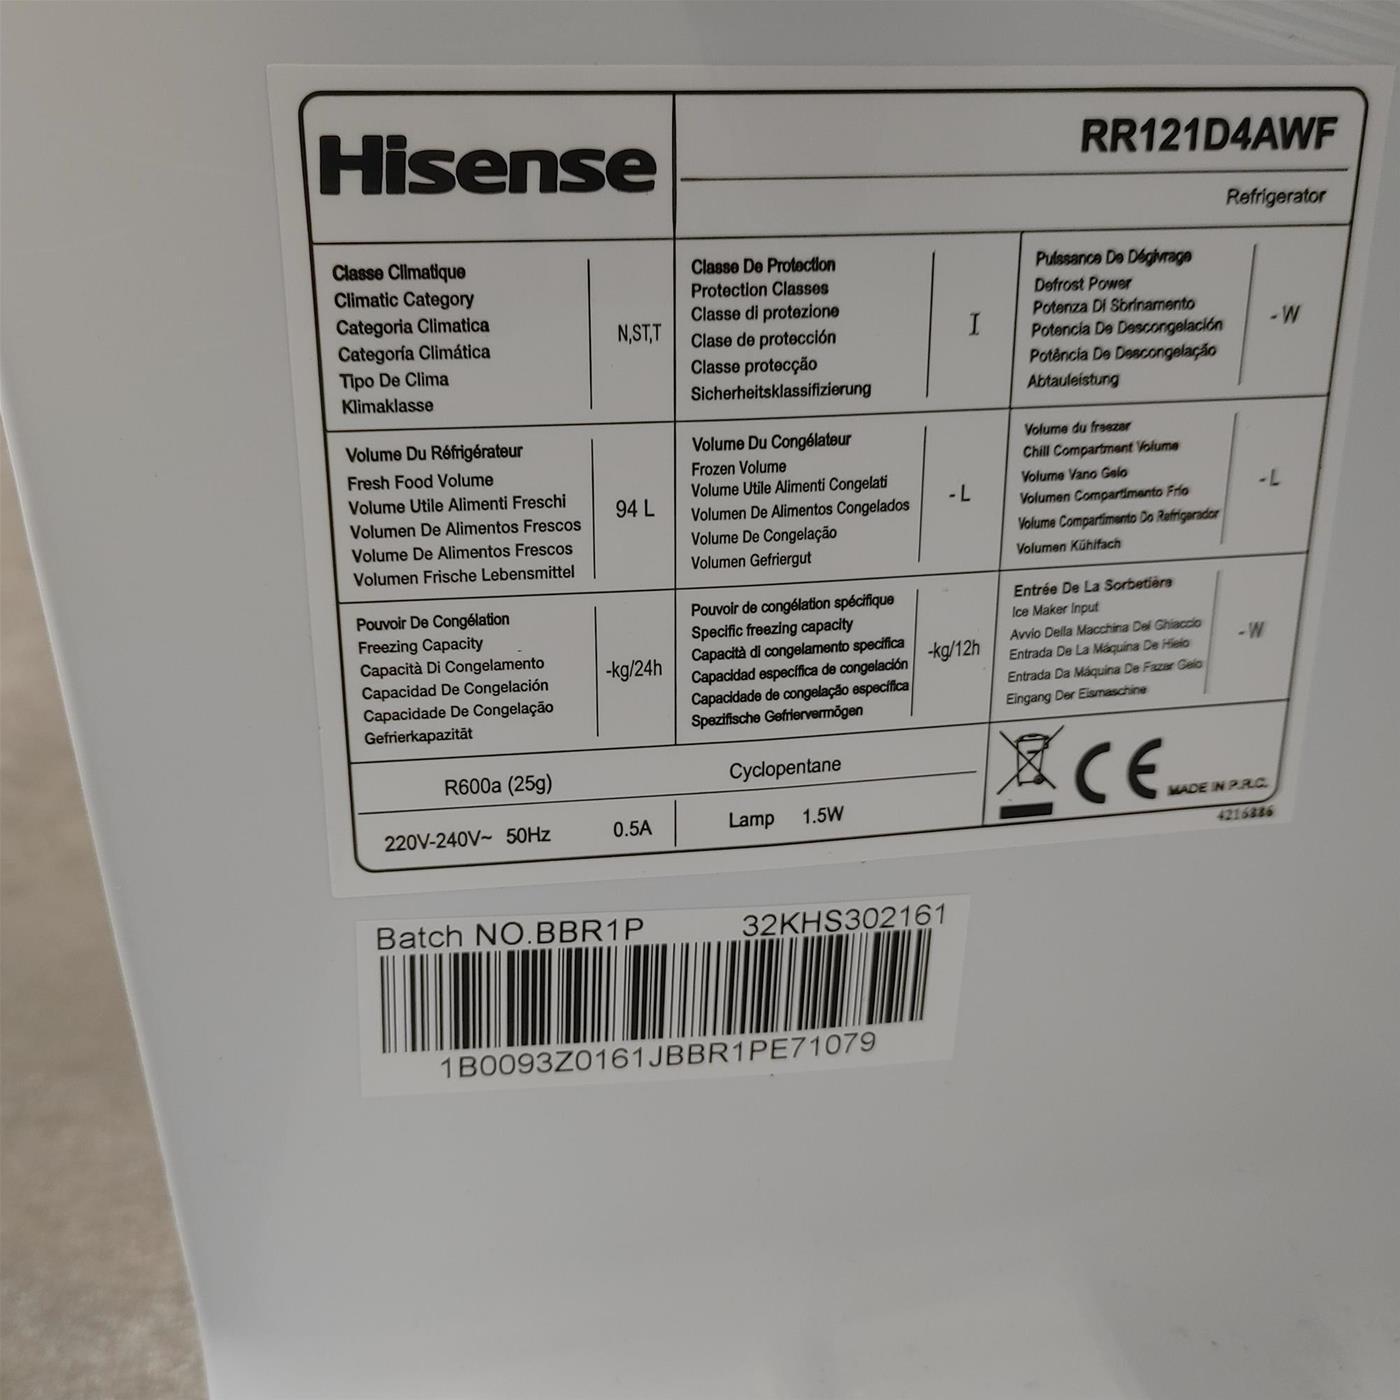 Hisense
RR121D4AWF
Refrigerator
Classe Climatique
Climatic Category
Categoria Climatica
Categoría Climática
Tipo De Clima
Klimaklasse
N,ST,T
Classe De Protection
Protection Classes
Classe di protezione
Clase de protección
Classe protecção
Sicherheitsklassifizierung
I
Puissance De Dégivrage
Defrost Power
Potenza Di Sbrinamento
Potencia De Descongelación
Potência De Descongelação
Abtauleistung
- W
Volume Du Réfrigérateur
Fresh Food Volume
Volume Utile Alimenti Freschi
Volumen De Alimentos Frescos
Volume De Alimentos Frescos
Volumen Frische Lebensmittel
94 L
Volume Du Congélateur
Frozen Volume
Volume Utile Alimenti Congelati
Volumen De Alimentos Congelados
Volume De Congelação
Volumen Gefriergut
- L
Volume du freezer
Chill Compartment Volume
Volume Vano Gelo
Volumen Compartimento Frío
Volume Compartimento Do Refrigerador
Volumen Kühlfach
- L
Pouvoir De Congélation
Freezing Capacity
Capacità Di Congelamento
Capacidad De Congelación
Capacidade De Congelação
Gefrierkapazität
-kg/24h
Pouvoir de congélation spécifique
Specific freezing capacity
Capacità di congelamento specifica
Capacidad específica de congelación
Capacidade de congelação específica
Spezifische Gefriervermögen
-kg/12h
Entrée De La Sorbetière
Ice Maker Input
Avvio Della Macchina Del Ghiaccio
Entrada De La Máquina De Hielo
Entrada Da Máquina De Fazer Gelo
Eingang Der Eismaschine
- W
R600a (25g)
Cyclopentane
220V-240V~ 50Hz 0.5A
Lamp 1.5W
CE
MADE IN P.R.C.
4216886
Batch NO.BBR1P 32KHS302161
1B0093Z0161JBBR1PE71079